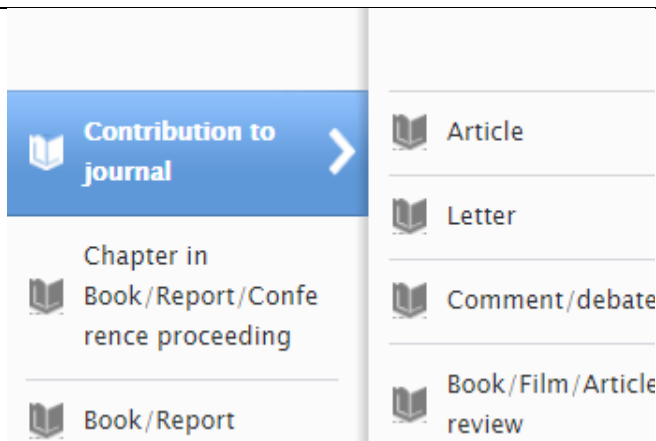 Contribution to
journal
Chapter in
Book/Report/Confe
rence proceeding
Book/Report
Article
Letter
Comment/debate
Book/Film/Article
review